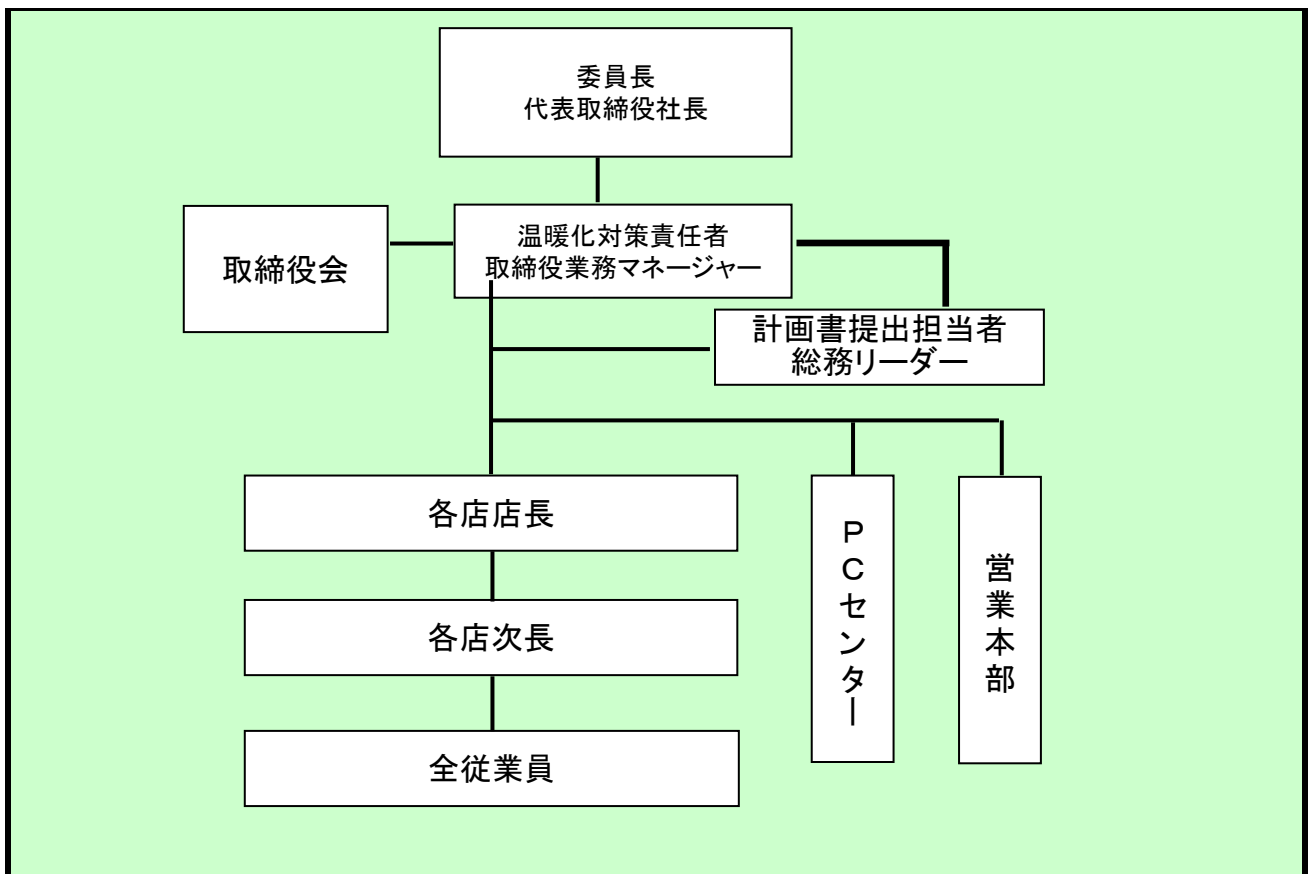 委員長
代表取締役社長
取締役会
温暖化対策責任者
取締役業務マネージャー
計画書提出担当者
総務リーダー
各店店長
各店次長
全従業員
PCセンター
営業本部